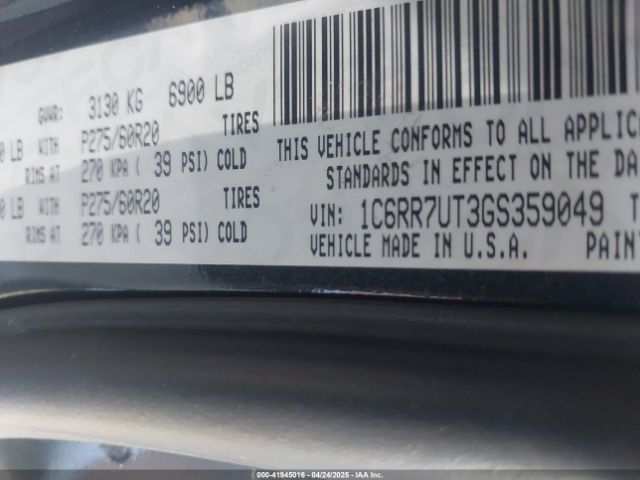 GVWR: 3130 KG 6900 LB
LB WITH P275/60R20 TIRES
RIMS AT 270 KPA ( 39 PSI) COLD
LB WITH P275/60R20 TIRES
RIMS AT 270 KPA ( 39 PSI) COLD
THIS VEHICLE CONFORMS TO ALL APPLICA
STANDARDS IN EFFECT ON THE DA
VIN: 1C6RR7UT3GS359049
VEHICLE MADE IN U.S.A. PAIN
000-41945016 - 04/24/2025 - IAA Inc.